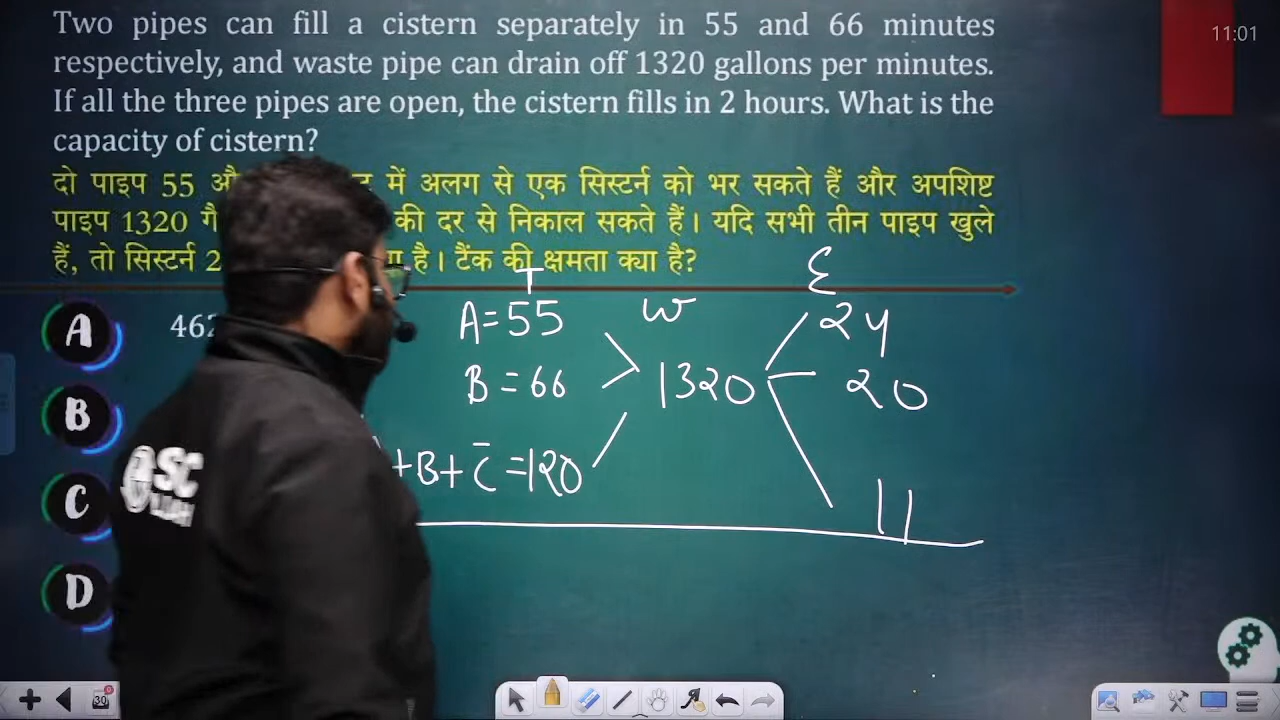 Two pipes can fill a cistern separately in 55 and 66 minutes
11:01
respectively, and waste pipe can drain off 1320 gallons per minutes.
If all the three pipes are open, the cistern fills in 2 hours. What is the
capacity of cistern?
दो पाइप 55 में अलग से एक सिस्टर्न को भर सकते हैं और अपशिष्ट
पाइप 1320 की दर से निकाल सकते हैं। यदि सभी तीन पाइप खुले
हैं, तो सिस्टर्न 2 है। टैंक की क्षमता क्या है?
T W E
A 462 A=55 24
B B=66 1320 20
C +B+C̄=120 11
D
SC
30